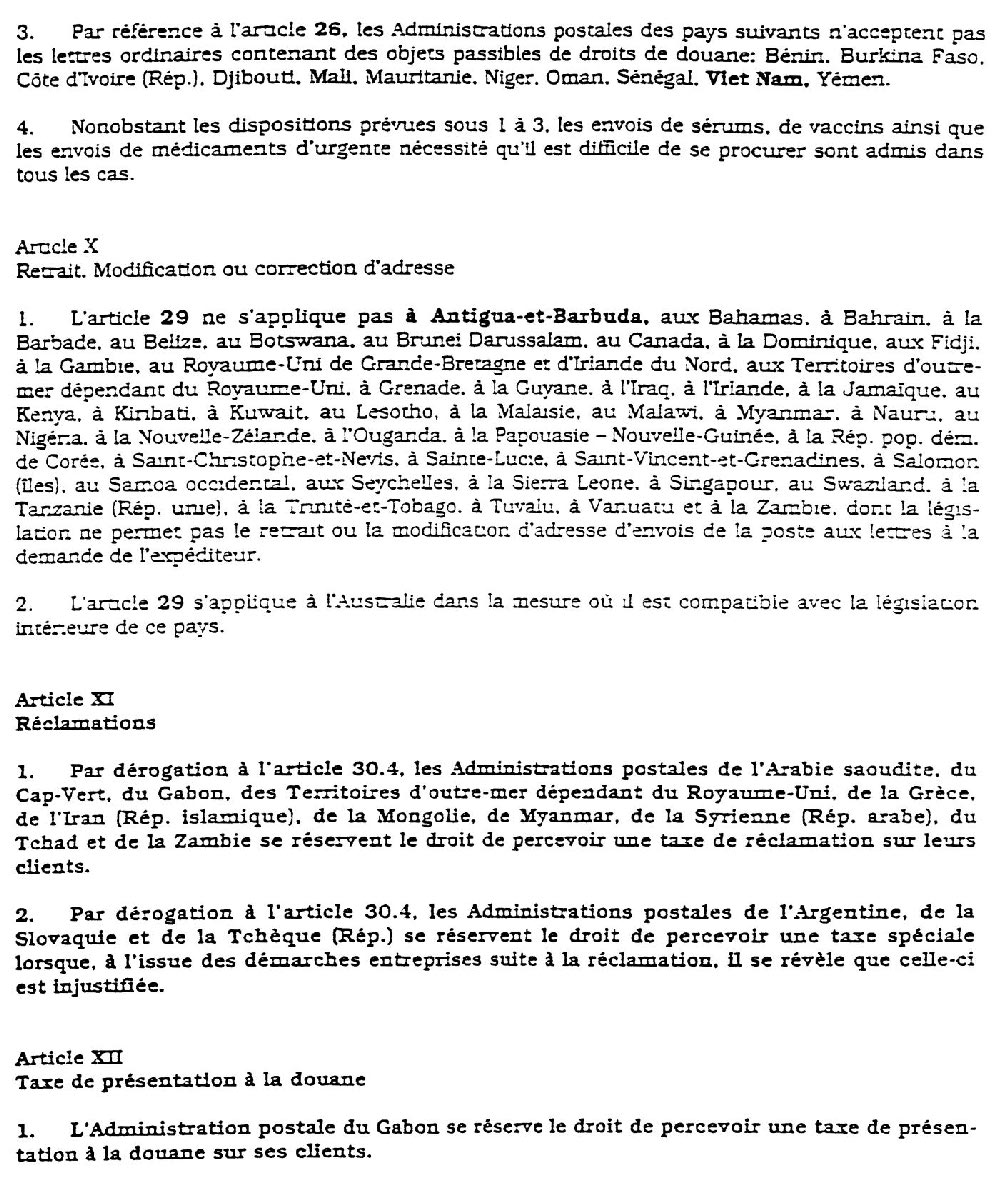 3. Par référence à l'article 26, les Administrations postales des pays suivants n'acceptent pas
les lettres ordinaires contenant des objets passibles de droits de douane: Bénin, Burkina Faso,
Côte d'Ivoire (Rép.), Djibouti, Mali, Mauritanie, Niger, Oman, Sénégal, Viet Nam, Yémen.
4. Nonobstant les dispositions prévues sous 1 à 3, les envois de sérums, de vaccins ainsi que
les envois de médicaments d'urgente nécessité qu'il est difficile de se procurer sont admis dans
tous les cas.
Article X
Retrait. Modification ou correction d'adresse
1. L'article 29 ne s'applique pas à Antigua-et-Barbuda, aux Bahamas, à Bahrain, à la
Barbade, au Belize, au Botswana, au Brunei Darussalam, au Canada, à la Dominique, aux Fidji,
à la Gambie, au Royaume-Uni de Grande-Bretagne et d'Irlande du Nord, aux Territoires d'outre-
mer dépendant du Royaume-Uni, à Grenade, à la Guyane, à l'Iraq, à l'Irlande, à la Jamaïque, au
Kenya, à Kiribati, à Kuwait, au Lesotho, à la Malaisie, au Malawi, à Myanmar, à Nauru, au
Nigéria, à la Nouvelle-Zélande, à l'Ouganda, à la Papouasie – Nouvelle-Guinée, à la Rép. pop. dém.
de Corée, à Saint-Christophe-et-Nevis, à Sainte-Lucie, à Saint-Vincent-et-Grenadines, à Salomon
(Iles), au Samoa occidental, aux Seychelles, à la Sierra Leone, à Singapour, au Swaziland, à la
Tanzanie (Rép. unie), à la Trinité-et-Tobago, à Tuvalu, à Vanuatu et à la Zambie, dont la légis-
lation ne permet pas le retrait ou la modification d'adresse d'envois de la poste aux lettres à la
demande de l'expéditeur.
2. L'article 29 s'applique à l'Australie dans la mesure où il est compatible avec la législation
intérieure de ce pays.
Article XI
Réclamations
1. Par dérogation à l'article 30.4, les Administrations postales de l'Arabie saoudite, du
Cap-Vert, du Gabon, des Territoires d'outre-mer dépendant du Royaume-Uni, de la Grèce,
de l'Iran (Rép. islamique), de la Mongolie, de Myanmar, de la Syrienne (Rép. arabe), du
Tchad et de la Zambie se réservent le droit de percevoir une taxe de réclamation sur leurs
clients.
2. Par dérogation à l'article 30.4, les Administrations postales de l'Argentine, de la
Slovaquie et de la Tchèque (Rép.) se réservent le droit de percevoir une taxe spéciale
lorsque, à l'issue des démarches entreprises suite à la réclamation, il se révèle que celle-ci
est injustifiée.
Article XII
Taxe de présentation à la douane
1. L'Administration postale du Gabon se réserve le droit de percevoir une taxe de présen-
tation à la douane sur ses clients.